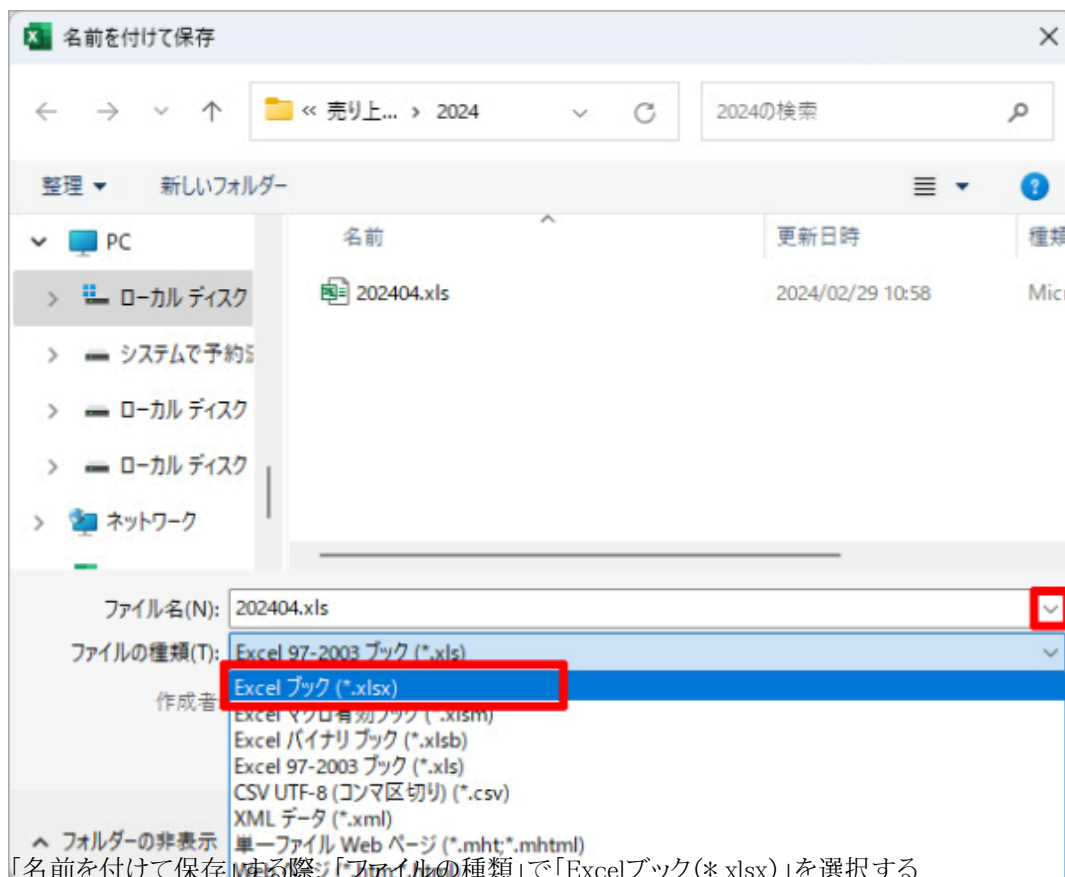 名前を付けて保存
« 売り上... › 2024
2024の検索
整理
新しいフォルダー
PC
名前
更新日時
種類
ローカル ディスク
202404.xls
2024/02/29 10:58
Micr
システムで予約済
ローカル ディスク
ローカル ディスク
ネットワーク
ファイル名(N):
202404.xls
ファイルの種類(T):
Excel 97-2003 ブック (*.xls)
作成者
Excel ブック (*.xlsx)
Excel マクロ有効ブック (*.xlsm)
Excel バイナリ ブック (*.xlsb)
Excel 97-2003 ブック (*.xls)
CSV UTF-8 (コンマ区切り) (*.csv)
XML データ (*.xml)
フォルダーの非表示
単一ファイル Web ページ (*.mht;*.mhtml)
「名前を付けて保存」する際、「ファイルの種類」で「Excelブック(*.xlsx)」を選択する